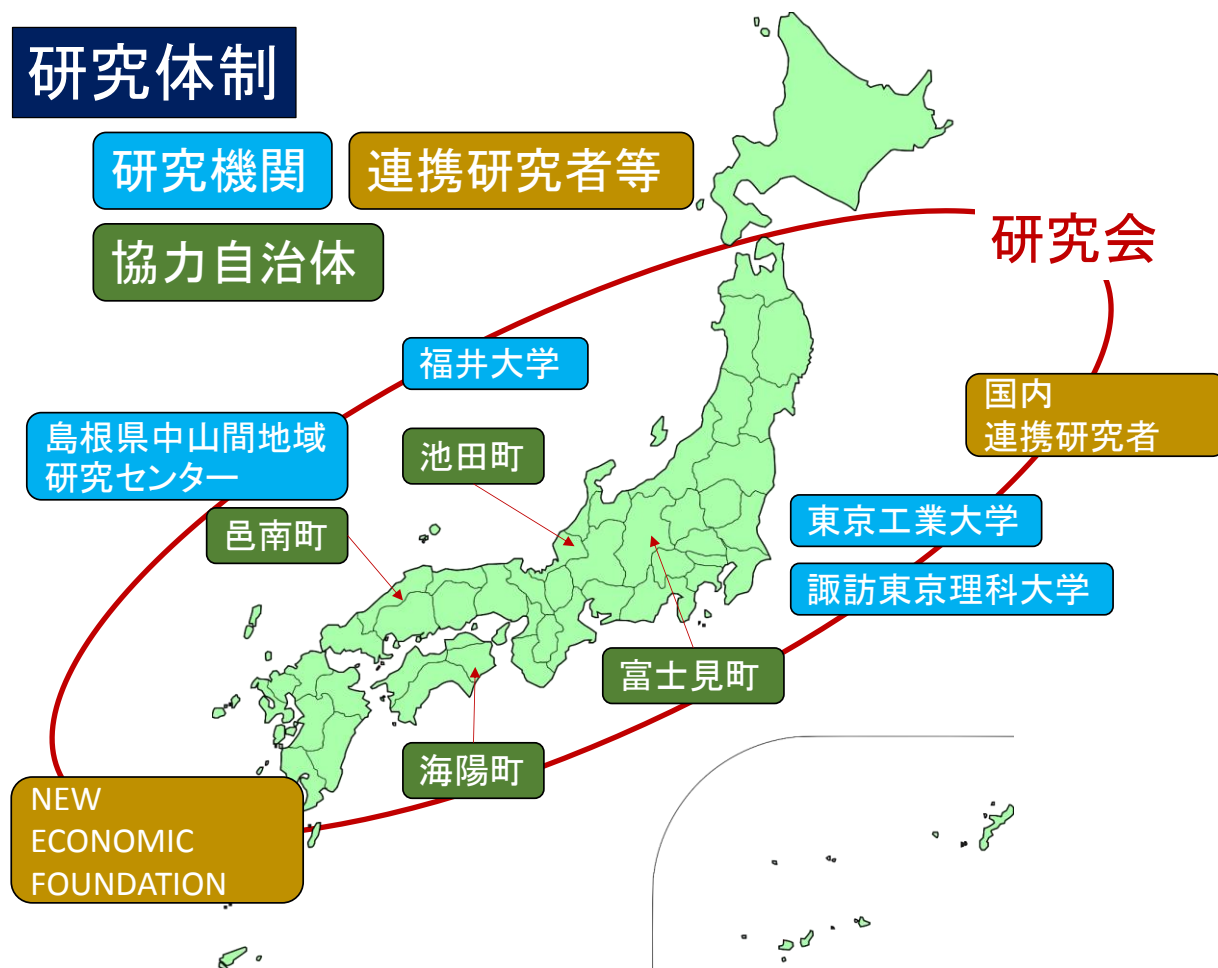 研究体制
研究機関
連携研究者等
協力自治体
研究会
福井大学
国内
連携研究者
島根県中山間地域
研究センター
池田町
邑南町
東京工業大学
諏訪東京理科大学
富士見町
海陽町
NEW
ECONOMIC
FOUNDATION